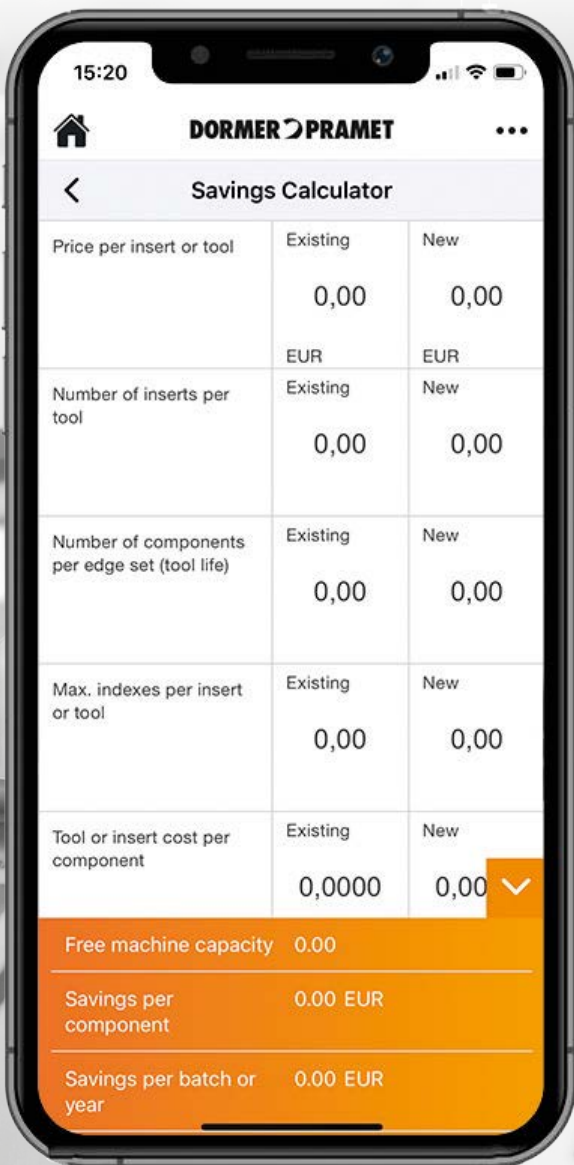 15:20
DORMER PRAMET
Savings Calculator
Price per insert or tool
Existing
New
0,00
0,00
EUR
EUR
Number of inserts per
tool
Existing
New
0,00
0,00
Number of components
per edge set (tool life)
Existing
New
0,00
0,00
Max. indexes per insert
or tool
Existing
New
0,00
0,00
Tool or insert cost per
component
Existing
New
0,0000
0,00
Free machine capacity 0.00
Savings per
component
0.00 EUR
Savings per batch or
year
0.00 EUR